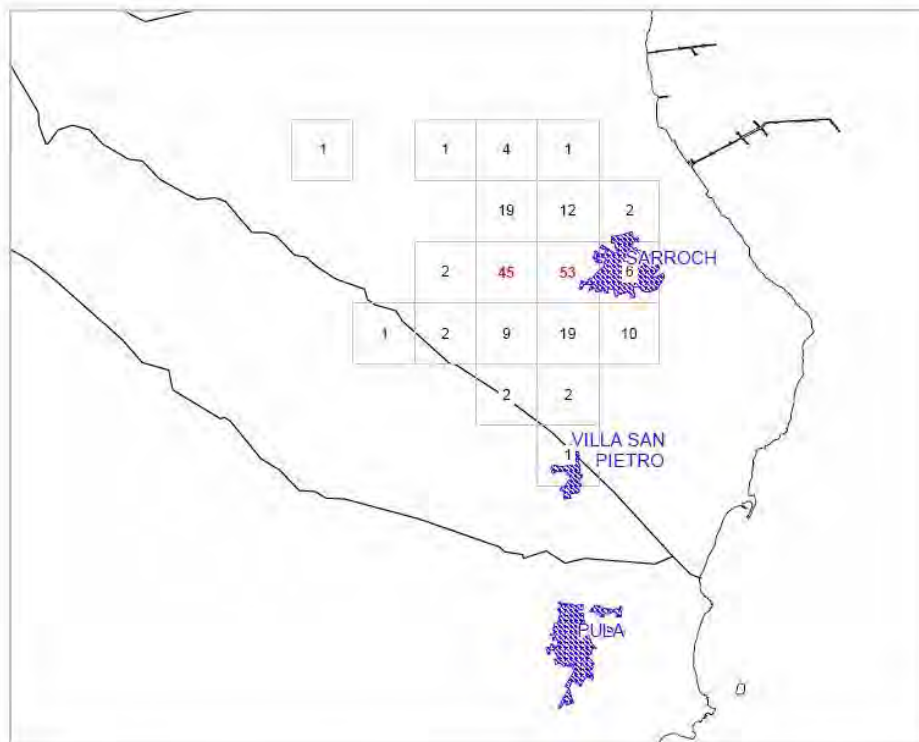 1 1 4 1
19 12 2
SARROCH
2 45 53 6
1 2 9 19 10
2 2
VILLA SAN
1 PIETRO
PULA